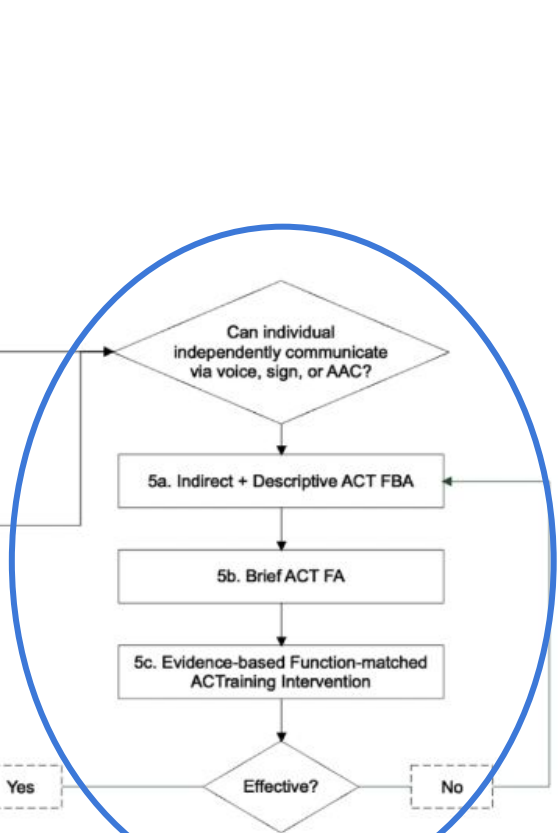 Can individual
independently communicate
via voice, sign, or AAC?
5a. Indirect + Descriptive ACT FBA
5b. Brief ACT FA
5c. Evidence-based Function-matched
ACTraining Intervention
Yes
Effective?
No